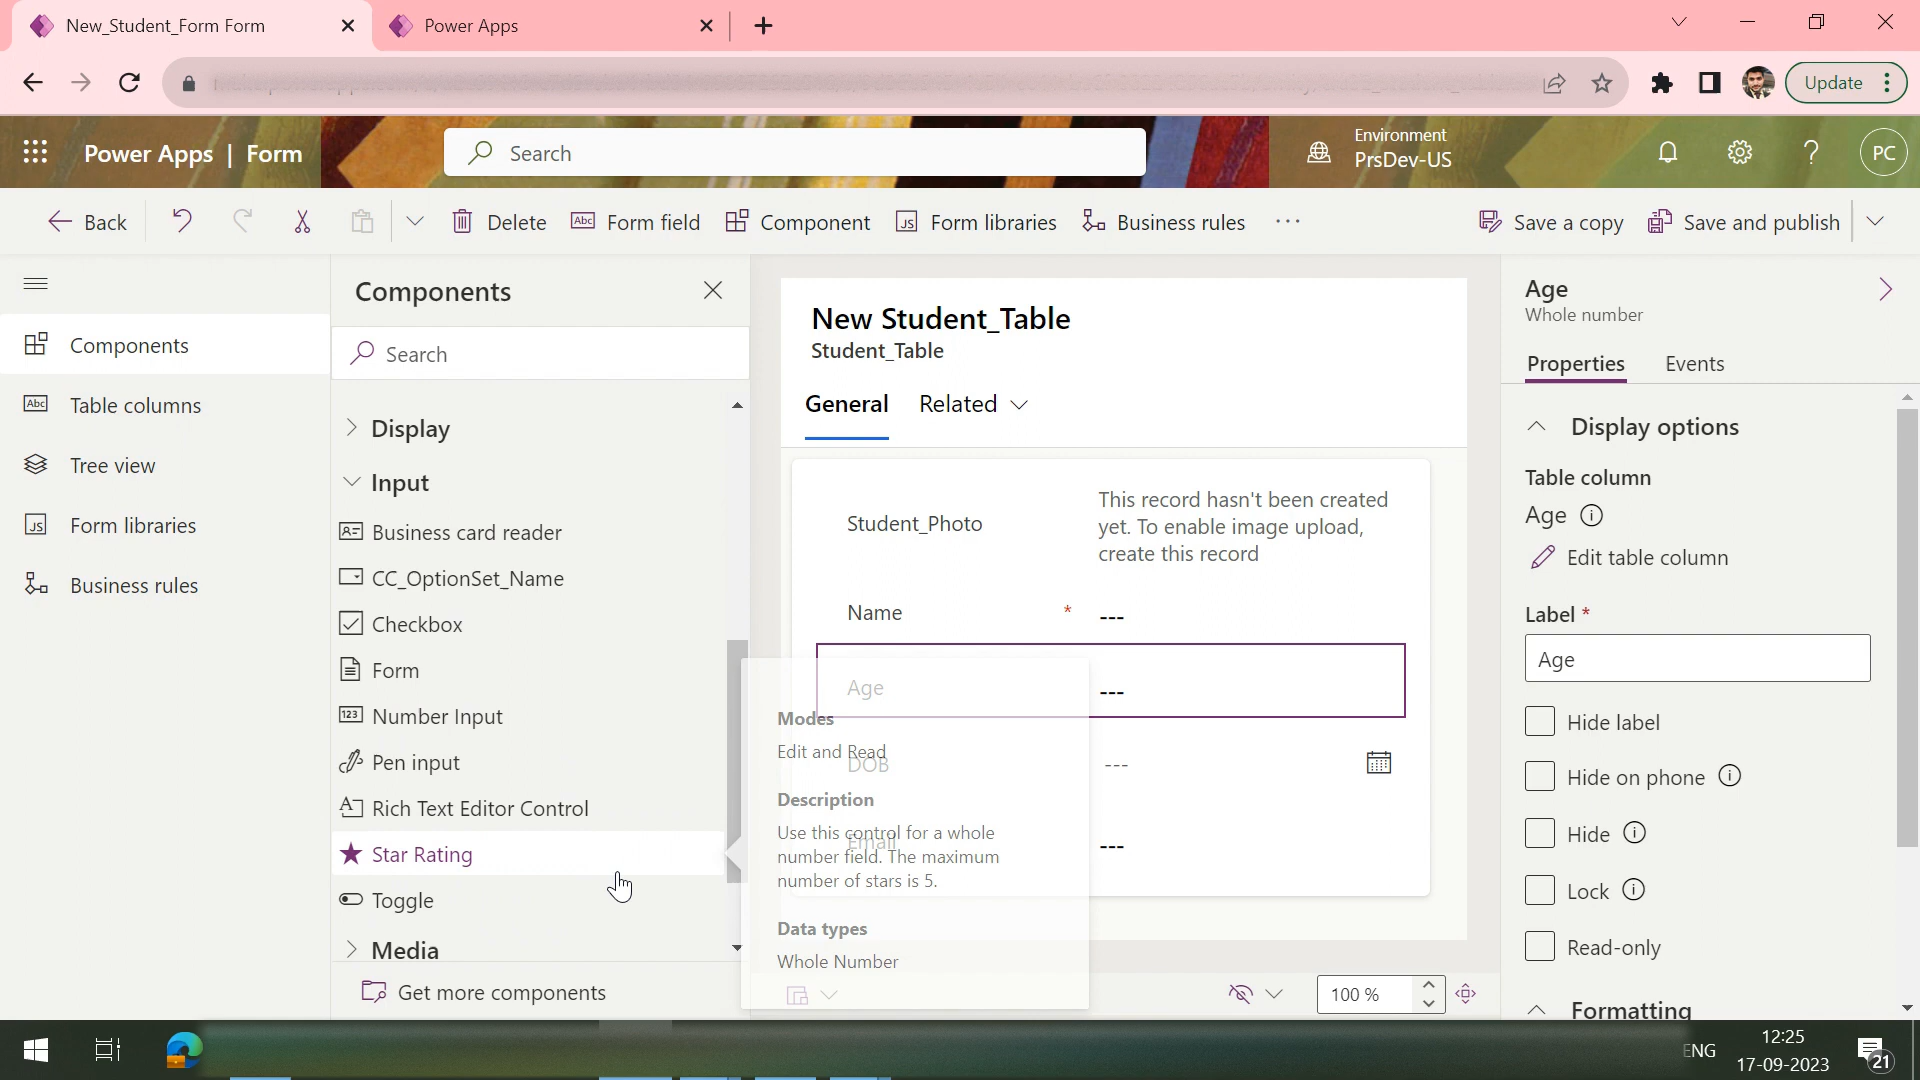 New_Student_Form Form
Power Apps
Update
Power Apps | Form
Search
Environment
PrsDev-US
PC
Back
Delete
Abc Form field
Component
JS Form libraries
Business rules
···
Save a copy
Save and publish
Components
Abc Table columns
Tree view
JS Form libraries
Business rules
Components
Search
Display
Input
Business card reader
CC_OptionSet_Name
Checkbox
Form
123 Number Input
Pen input
Rich Text Editor Control
Star Rating
Toggle
Media
Get more components
New Student_Table
Student_Table
General Related
Student_Photo
This record hasn't been created
yet. To enable image upload,
create this record
Name * ---
Age ---
DOB ---
Email ---
Modes
Edit and Read
Description
Use this control for a whole
number field. The maximum
number of stars is 5.
Data types
Whole Number
100 %
Age
Whole number
Properties Events
Display options
Table column
Age
Edit table column
Label *
Age
Hide label
Hide on phone
Hide
Lock
Read-only
Formatting
ENG
12:25
17-09-2023
21